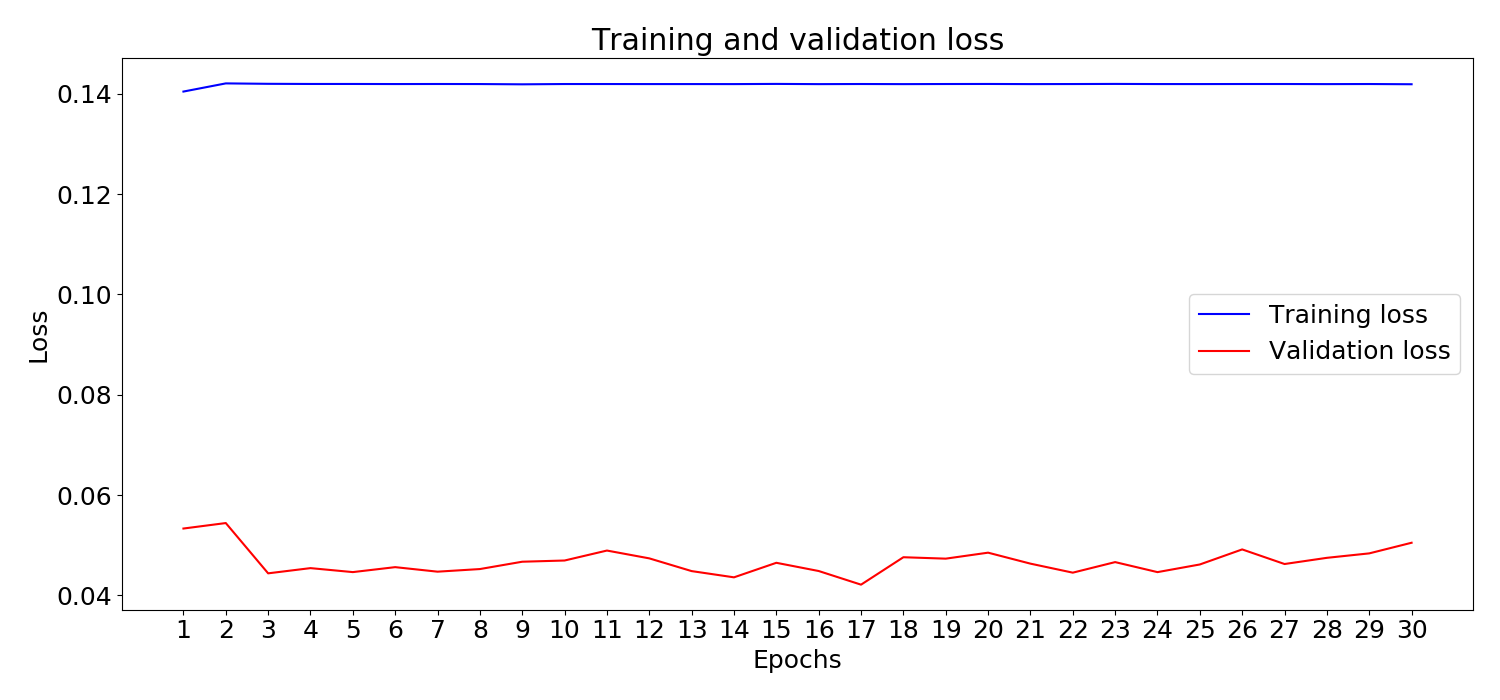 Training and validation loss
0.14
0.12
0.10
0.08
0.06
0.04
Loss
Training loss
Validation loss
1 2 3 4 5 6 7 8 9 10 11 12 13 14 15 16 17 18 19 20 21 22 23 24 25 26 27 28 29 30
Epochs